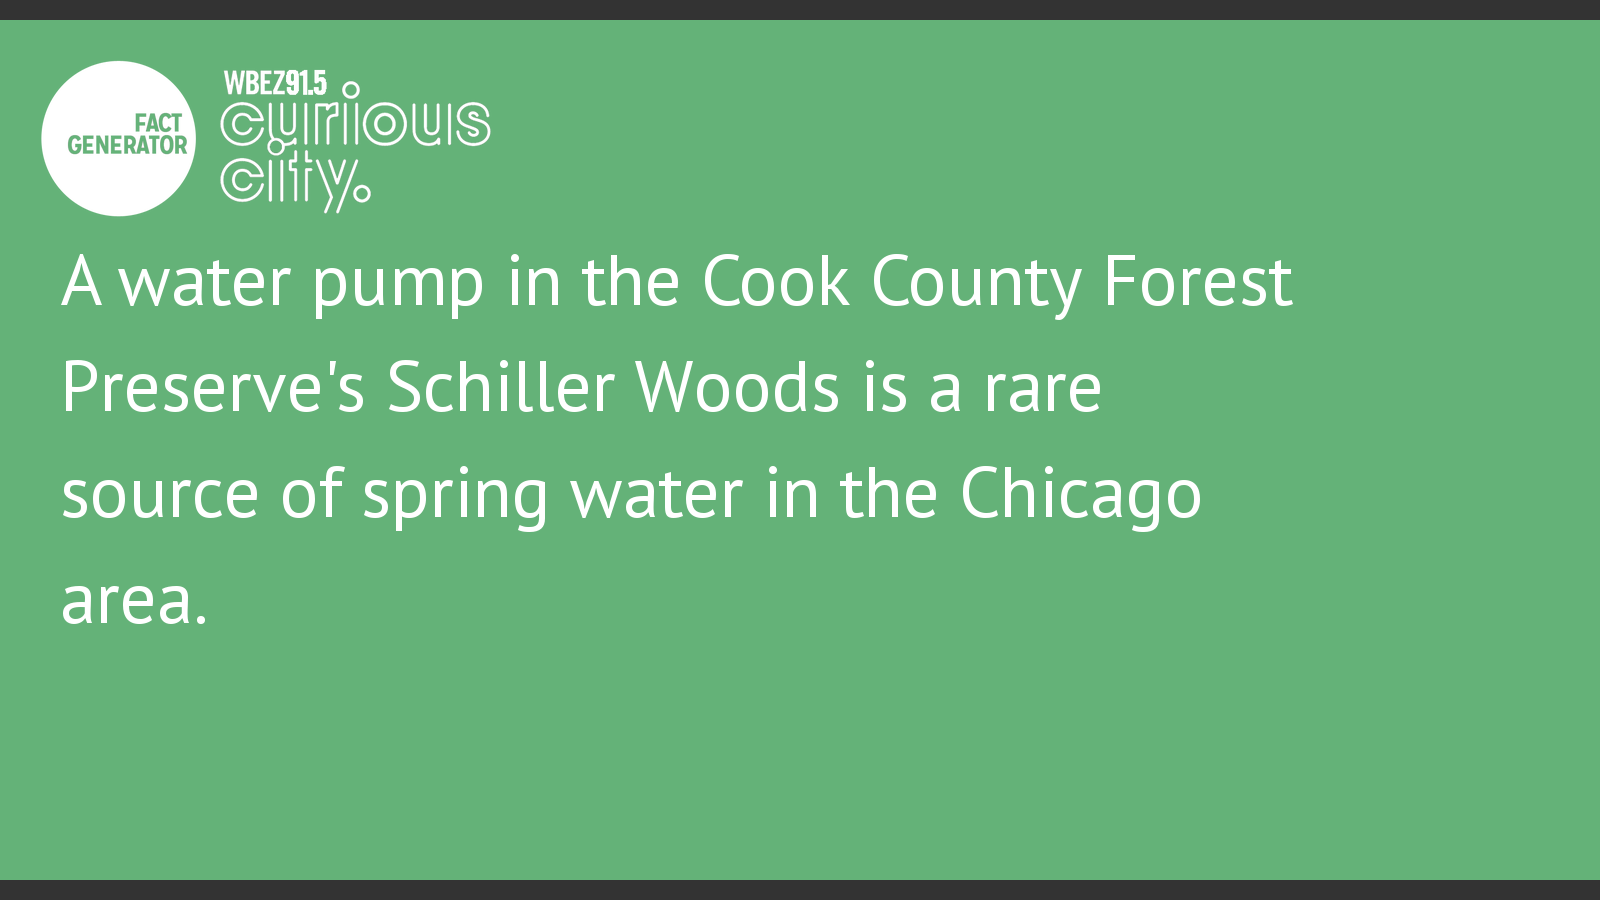 FACT
GENERATOR
WBEZ91.5
curious
city.
A water pump in the Cook County Forest
Preserve's Schiller Woods is a rare
source of spring water in the Chicago
area.